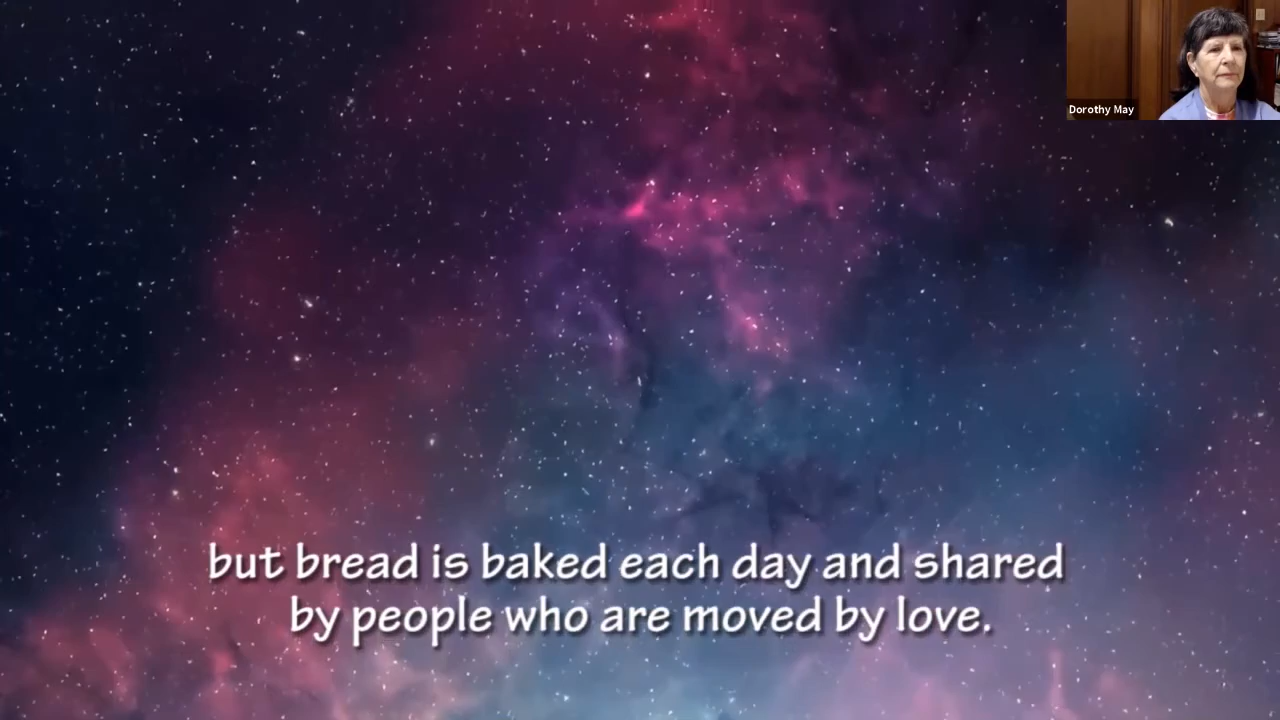 Dorothy May
but bread is baked each day and shared
by people who are moved by love.